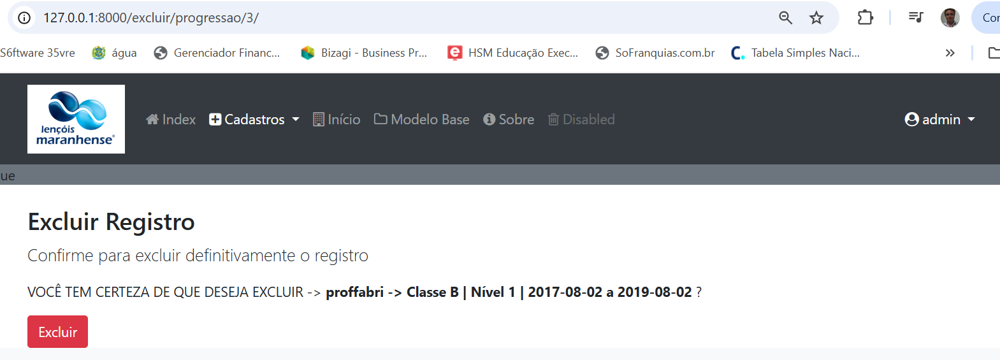 127.0.0.1:8000/excluir/progressao/3/
Cor
S6ftware 35vre água Gerenciador Financ... Bizagi - Business Pr... HSM Educação Exec... SoFranquias.com.br Tabela Simples Naci... »
lençóis
maranhense®
Index Cadastros Início Modelo Base Sobre Disabled admin
ue
Excluir Registro
Confirme para excluir definitivamente o registro
VOCÊ TEM CERTEZA DE QUE DESEJA EXCLUIR -> proffabri -> Classe B | Nível 1 | 2017-08-02 a 2019-08-02 ?
Excluir